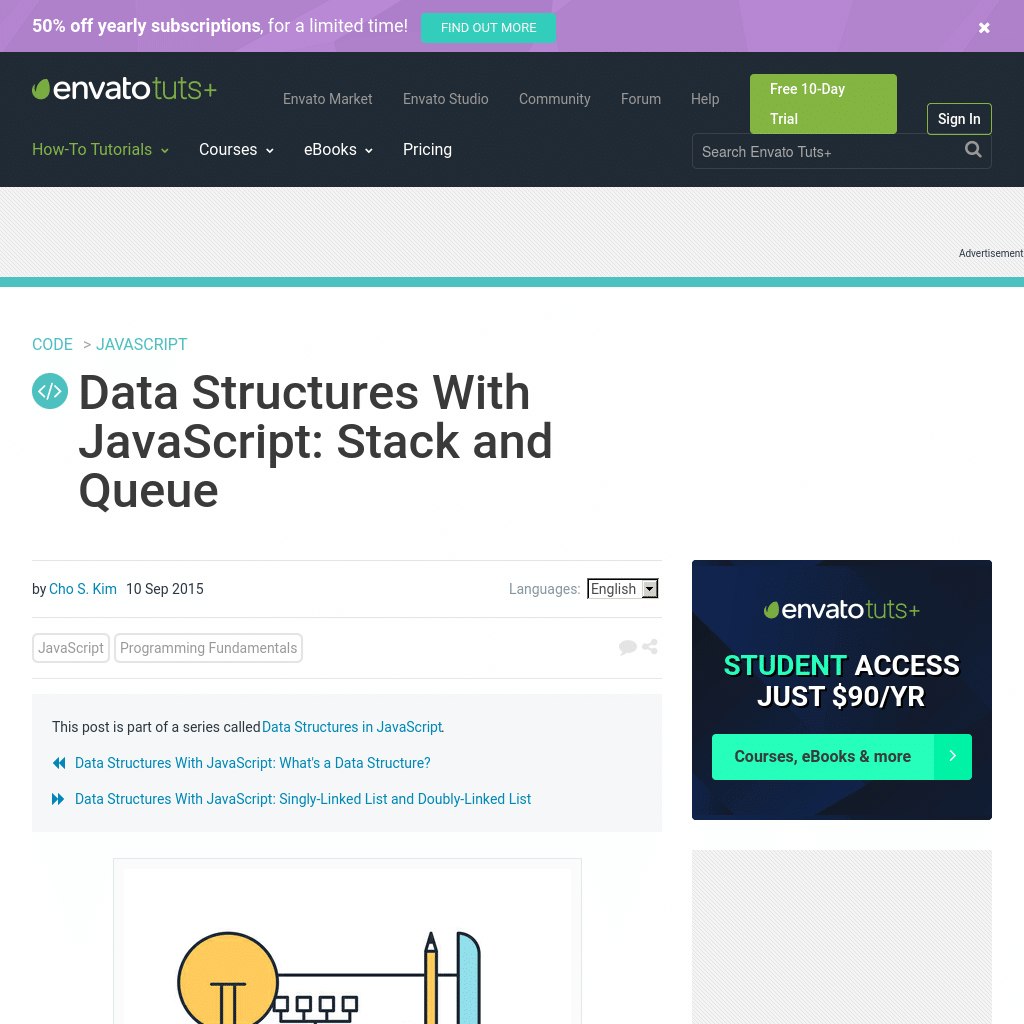 50% off yearly subscriptions, for a limited time! FIND OUT MORE ×
envatotuts+
Envato Market Envato Studio Community Forum Help
Free 10-Day
Trial
Sign In
How-To Tutorials Courses eBooks Pricing
Search Envato Tuts+
Advertisement
CODE > JAVASCRIPT
</> Data Structures With
JavaScript: Stack and
Queue
by Cho S. Kim 10 Sep 2015
Languages: English
JavaScript Programming Fundamentals
This post is part of a series called Data Structures in JavaScript.
Data Structures With JavaScript: What's a Data Structure?
Data Structures With JavaScript: Singly-Linked List and Doubly-Linked List
envatotuts+
STUDENT ACCESS
JUST $90/YR
Courses, eBooks & more